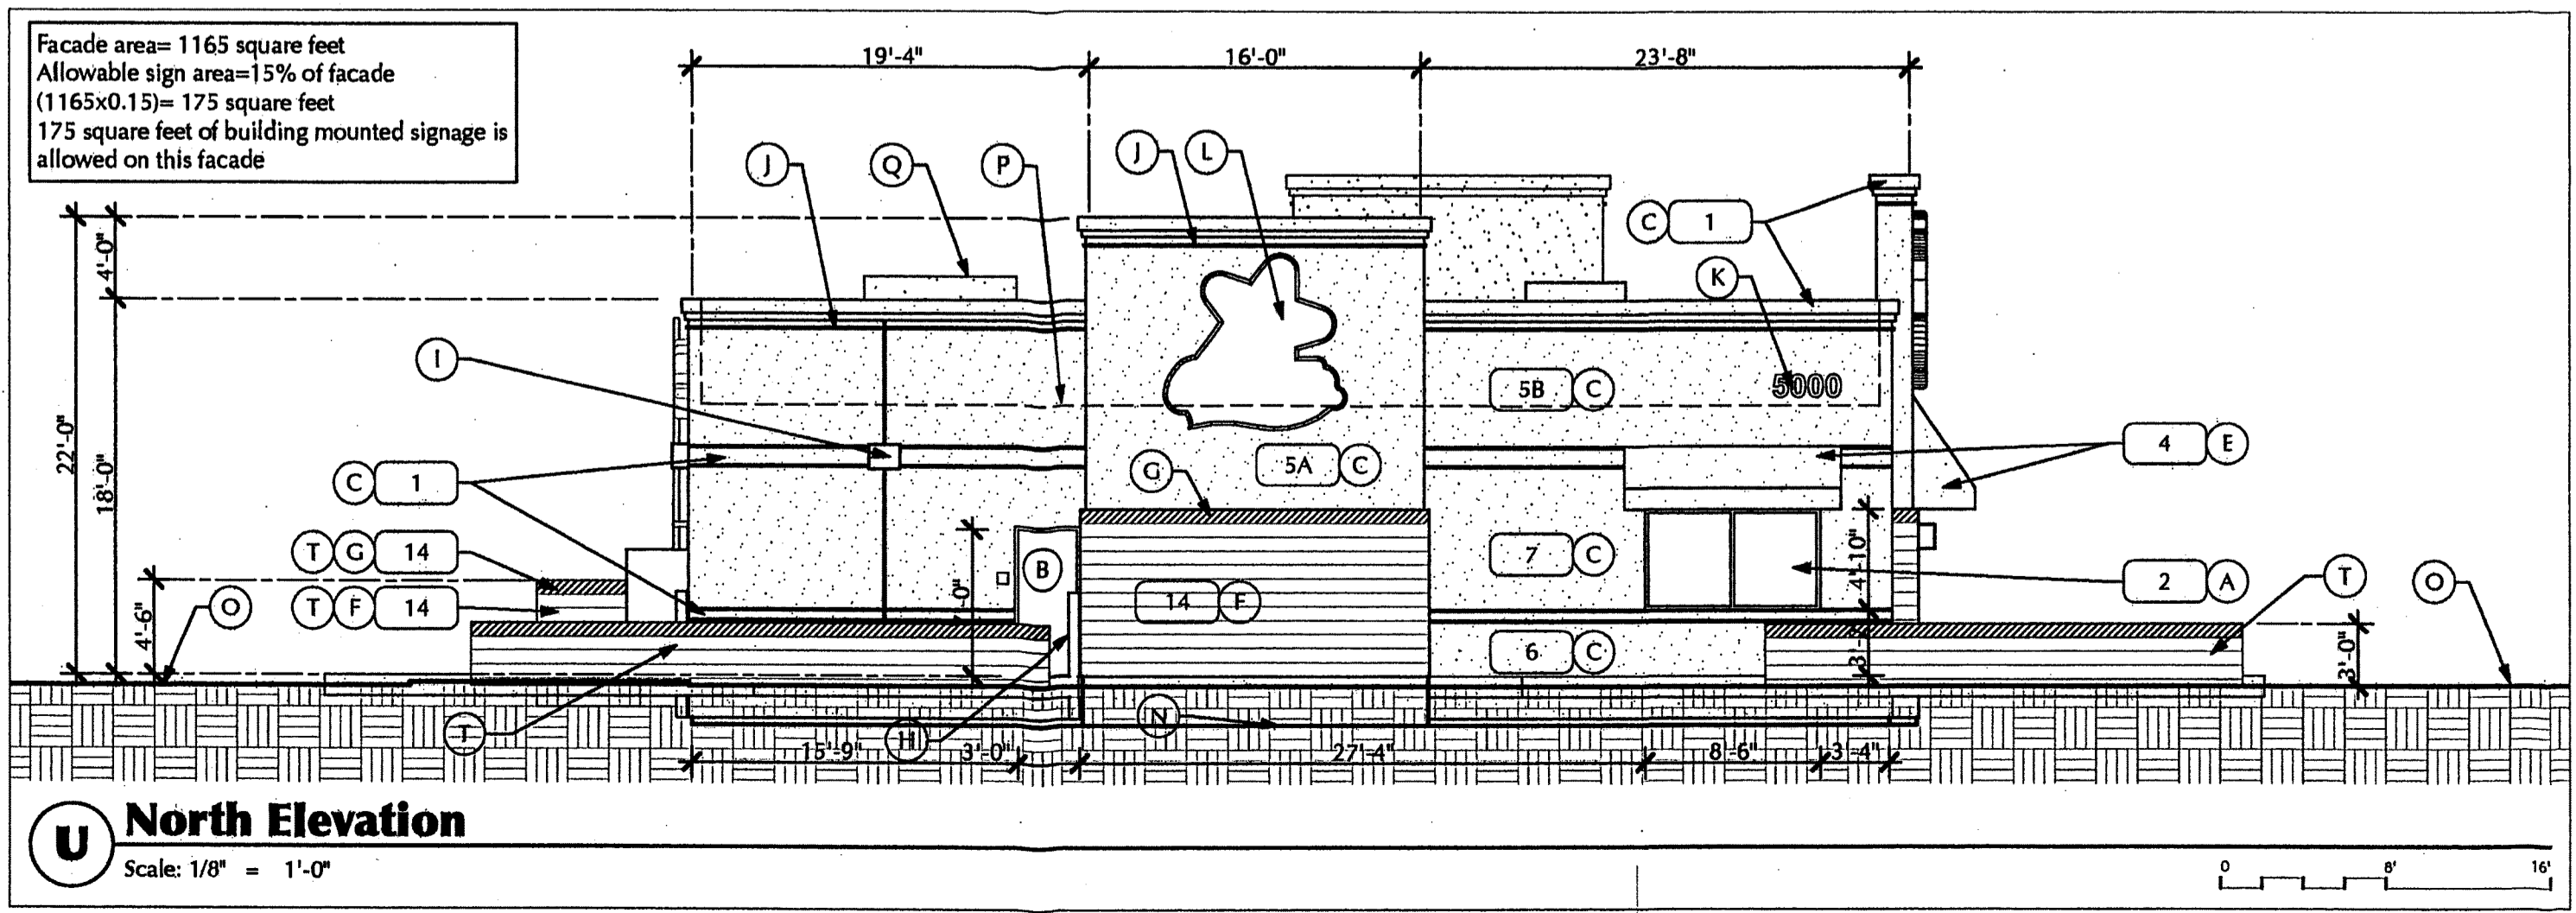 Facade area= 1165 square feet
Allowable sign area=15% of facade
(1165x0.15)= 175 square feet
175 square feet of building mounted signage is
allowed on this facade
19'-4" 16'-0" 23'-8"
J Q P J L
C 1
K
4'-0"
I
5B C 5000
22'-0"
18'-0"
4 E
5A C
G
C 1
T G 14
B
7 C
4'-10"
2 A
T F 14
14 F
T
O
O
4'-6"
6 C
3'-0"
T
H
N
15'-9" 3'-0" 27'-4" 8'-6" 3'-4"
U North Elevation
Scale: 1/8" = 1'-0"
0 8' 16'